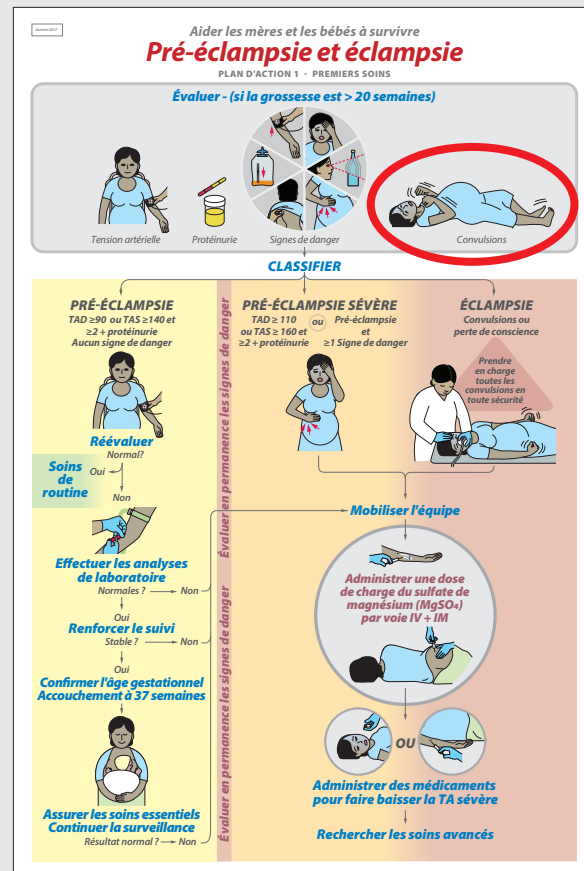 Janvier 2017
Aider les mères et les bébés à survivre
Pré-éclampsie et éclampsie
PLAN D'ACTION 1 - PREMIERS SOINS
Évaluer - (si la grossesse est > 20 semaines)
Tension artérielle
Protéinurie
Signes de danger
Convulsions
CLASSIFIER
PRÉ-ÉCLAMPSIE
TAD ≥90 ou TAS ≥140 et
≥2 + protéinurie
Aucun signe de danger
Réévaluer
Normal?
Oui
Soins
de
routine
Non
Effectuer les analyses
de laboratoire
Normales ?
Non
Oui
Renforcer le suivi
Stable ?
Non
Oui
Confirmer l'âge gestationnel
Accouchement à 37 semaines
Assurer les soins essentiels
Continuer la surveillance
Résultat normal ?
Non
Évaluer en permanence les signes de danger
Évaluer en permanence les signes de danger
PRÉ-ÉCLAMPSIE SÉVÈRE
TAD ≥ 110
ou TAS ≥ 160 et
≥2 + protéinurie
ou
Pré-éclampsie
et
≥1 Signe de danger
ÉCLAMPSIE
Convulsions ou
perte de conscience
Prendre
en charge
toutes les
convulsions en
toute sécurité
Mobiliser l'équipe
Administrer une dose
de charge du sulfate de
magnésium (MgSO₄)
par voie IV + IM
OU
Administrer des médicaments
pour faire baisser la TA sévère
Rechercher les soins avancés